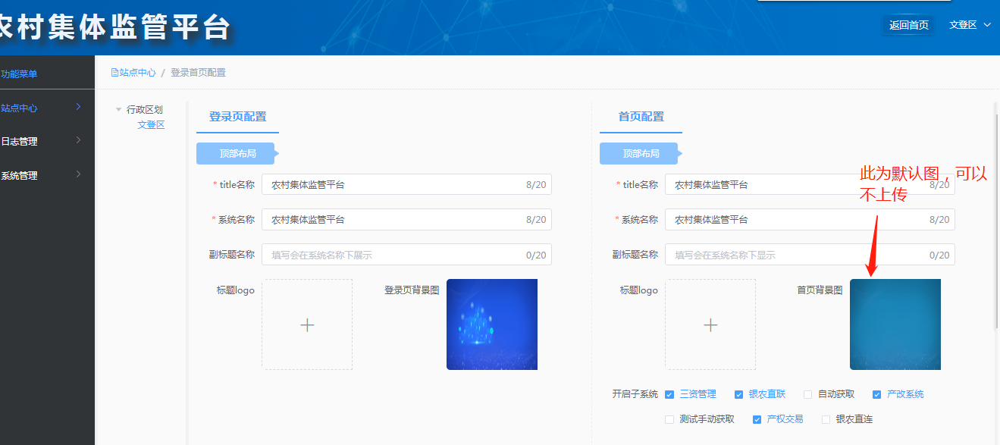 农村集体监管平台
返回首页 文登区
功能菜单
站点中心
日志管理
系统管理
站点中心 / 登录首页配置
行政区划
文登区
登录页配置
顶部布局
* title名称 农村集体监管平台 8/20
* 系统名称 农村集体监管平台 8/20
副标题名称 填写会在系统名称下展示 0/20
标题logo 登录页背景图
首页配置
顶部布局
* title名称 农村集体监管平台 8/20
* 系统名称 农村集体监管平台 8/20
副标题名称 填写会在系统名称下显示 0/20
标题logo 首页背景图
此为默认图，可以
不上传
开启子系统 三资管理 银农直联 自动获取 产改系统
测试手动获取 产权交易 银农直连